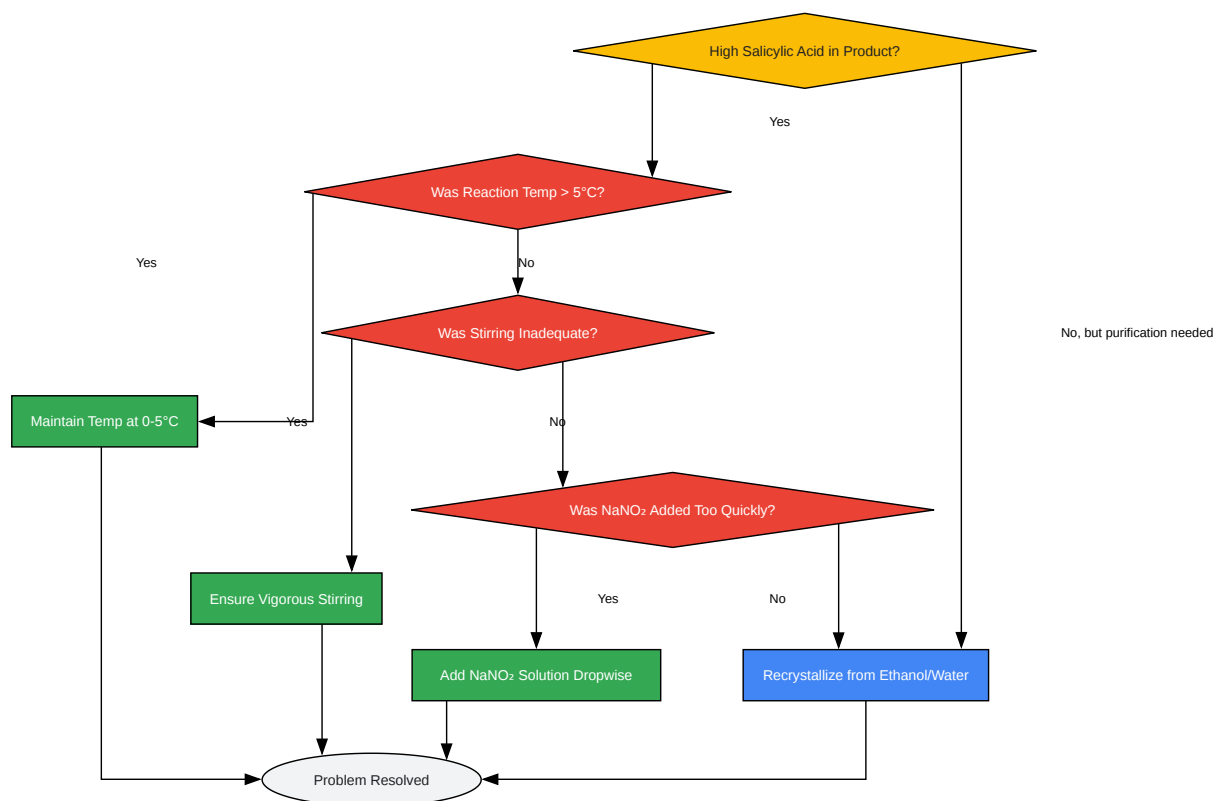 High Salicylic Acid in Product?
Yes
Was Reaction Temp > 5°C?
Yes
No
Was Stirring Inadequate?
No, but purification needed
Maintain Temp at 0-5°C
Yes
No
Was NaNO₂ Added Too Quickly?
Ensure Vigorous Stirring
Yes
No
Add NaNO₂ Solution Dropwise
Recrystallize from Ethanol/Water
Problem Resolved